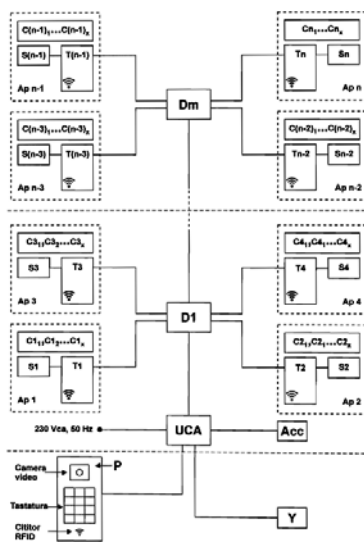 C(n-1)₁...C(n-1)ₓ
S(n-1)
T(n-1)
Ap n-1
Cn₁...Cnₓ
Tn
Sn
Ap n
Dm
C(n-3)₁...C(n-3)ₓ
S(n-3)
T(n-3)
Ap n-3
C(n-2)₁...C(n-2)ₓ
Tn-2
Sn-2
Ap n-2
C3₁,C3₂...C3ₓ
S3
T3
Ap 3
C4₁,C4₁...C4ₓ
T4
S4
Ap 4
D1
C1₁,C1₂...C1ₓ
S1
T1
Ap 1
C2₁,C2₁...C2ₓ
T2
S2
Ap 2
230 Vca, 50 Hz
UCA
Acc
Camera
video
P
Tastatura
Cititor
RFID
Y